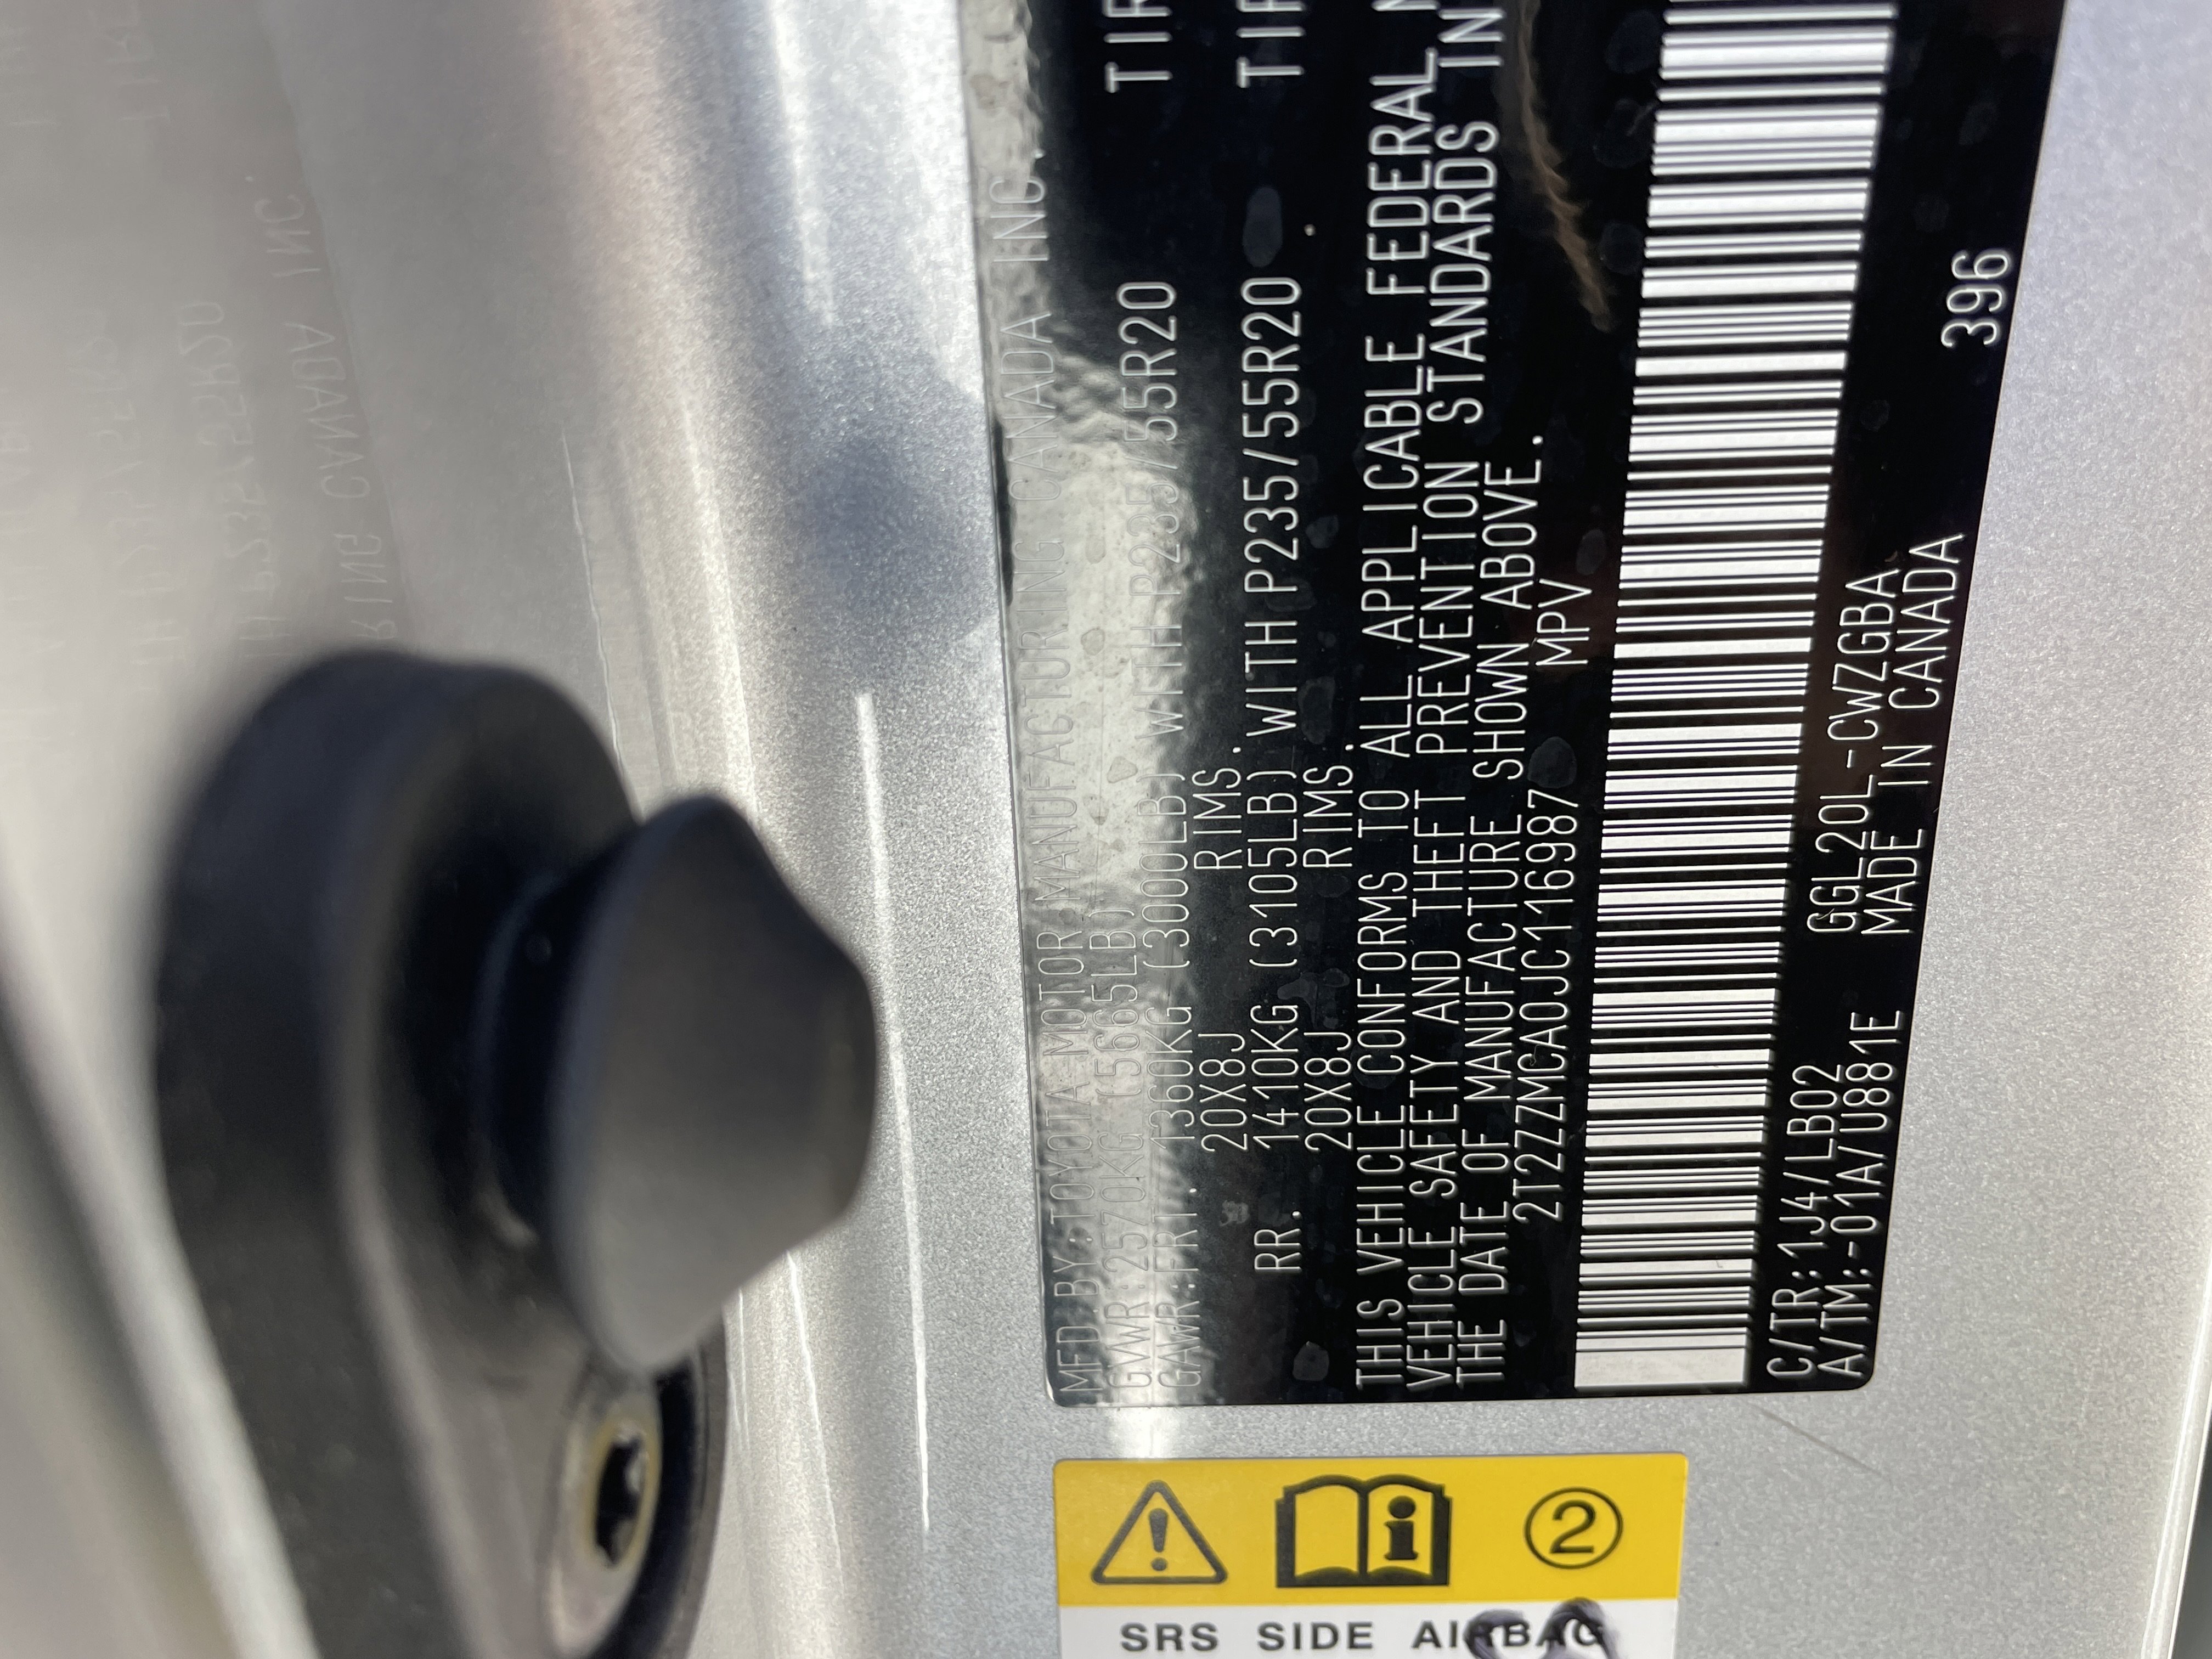 MFD.BY:TOYOTA MOTOR MANUFACTURING CANADA INC.
GVWR:2570KG (5665LB)
GAWR:FRT. 1360KG (3000LB) WITH P235/55R20 TIR
20X8J RIMS.
RR. 1410KG (3105LB) WITH P235/55R20 TIR
20X8J RIMS.
THIS VEHICLE CONFORMS TO ALL APPLICABLE FEDERAL
VEHICLE SAFETY AND THEFT PREVENTION STANDARDS IN
THE DATE OF MANUFACTURE SHOWN ABOVE.
2T2ZZMCA0JC116987 MPV
396
C/TR:1J4/LB02 GGL20L-CWZGBA
A/TM:-01A/U881E MADE IN CANADA
2
SRS SIDE AIRBAG